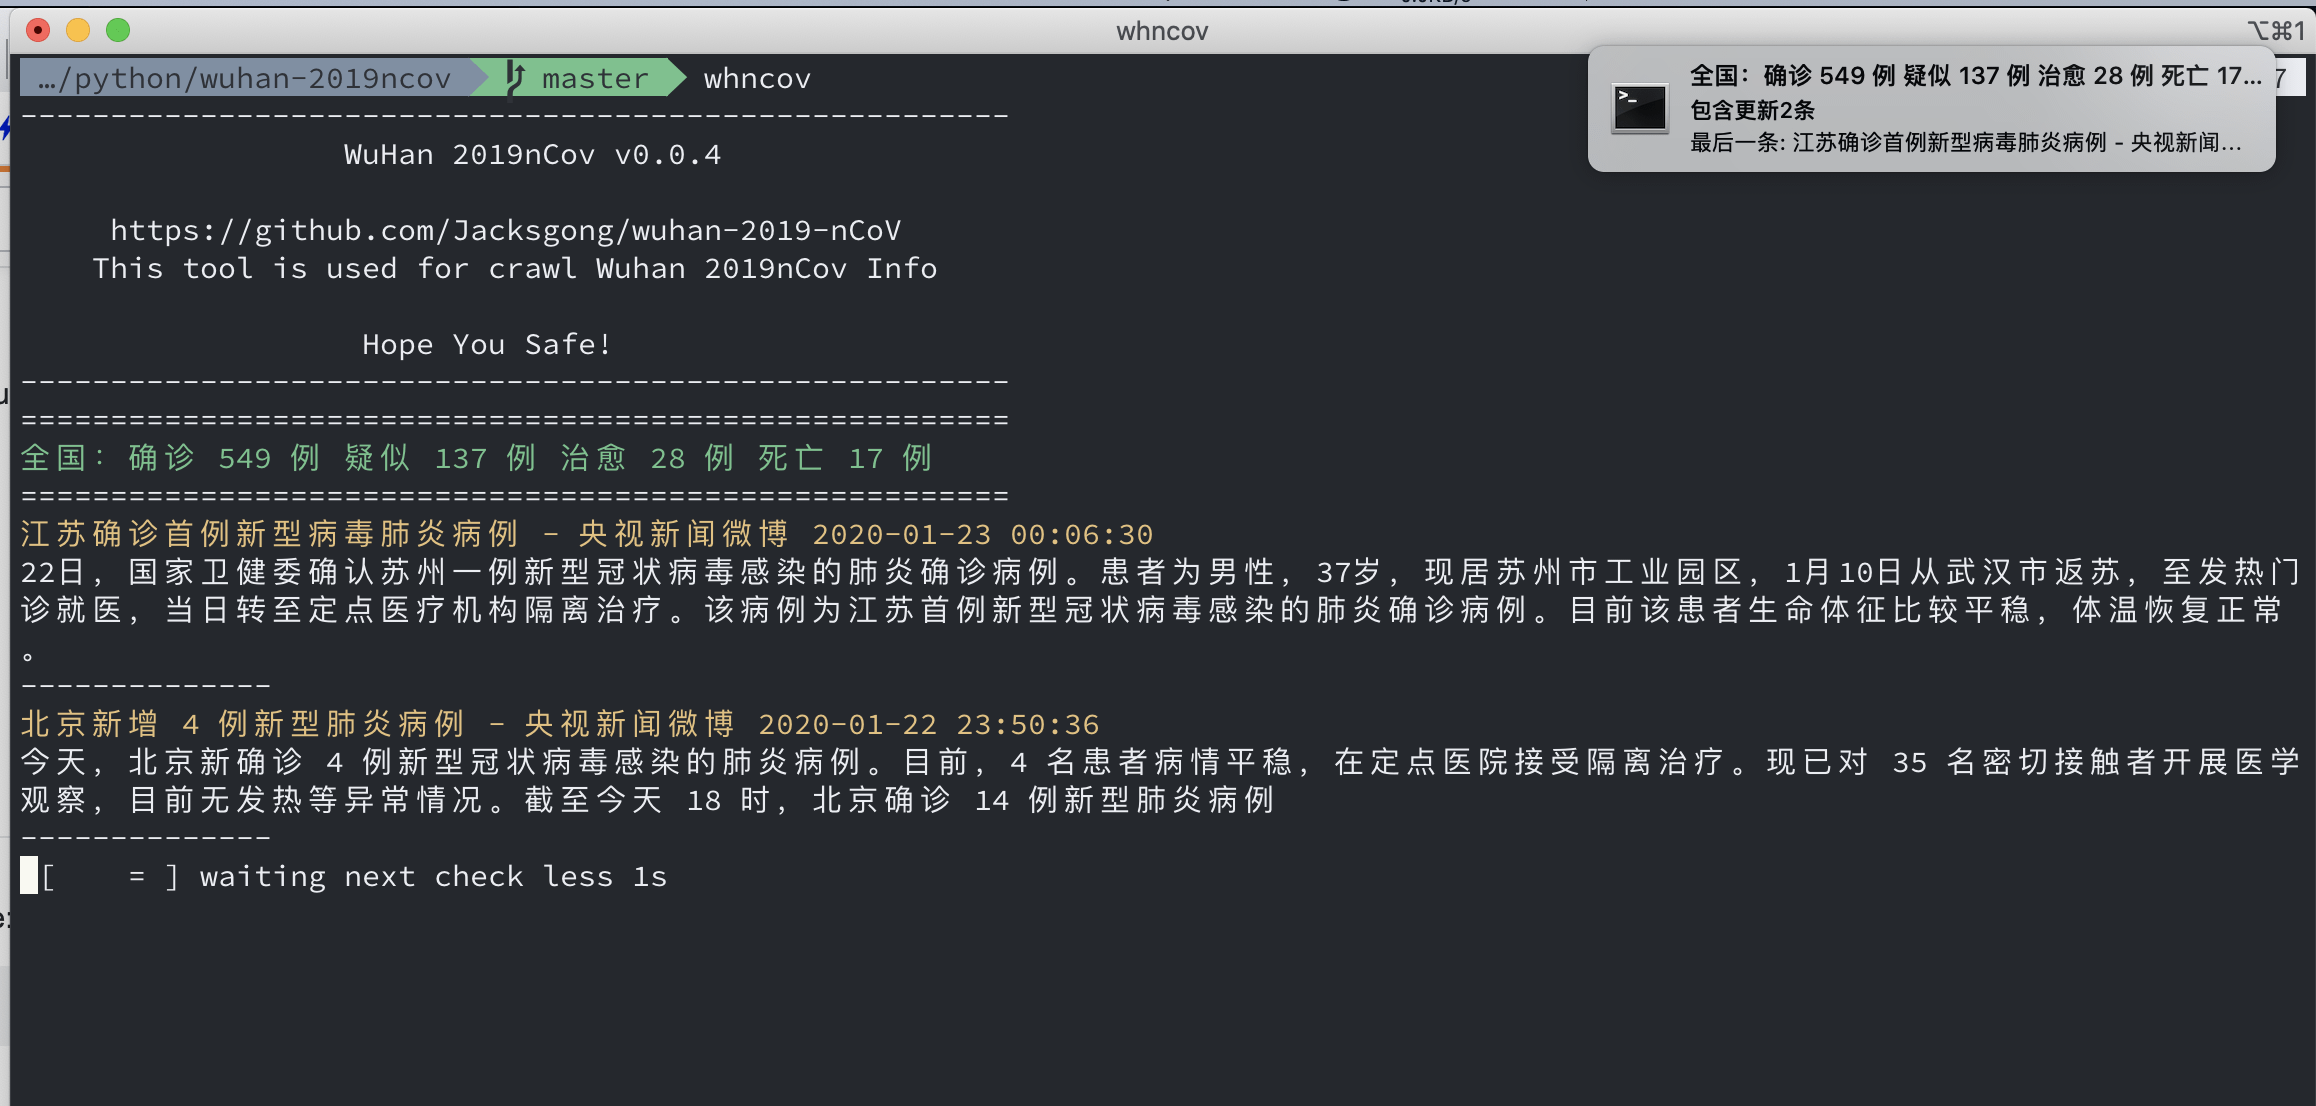 whncov
⌥⌘1
…/python/wuhan-2019ncov master whncov
全国：确诊 549 例 疑似 137 例 治愈 28 例 死亡 17...
包含更新2条
最后一条: 江苏确诊首例新型病毒肺炎病例 - 央视新闻...
------------------------------------------------------
WuHan 2019nCov v0.0.4
https://github.com/Jacksgong/wuhan-2019-nCoV
This tool is used for crawl Wuhan 2019nCov Info
Hope You Safe!
------------------------------------------------------
=======================================================
全国：确诊 549 例 疑似 137 例 治愈 28 例 死亡 17 例
=======================================================
江苏确诊首例新型病毒肺炎病例 - 央视新闻微博 2020-01-23 00:06:30
22日，国家卫健委确认苏州一例新型冠状病毒感染的肺炎确诊病例。患者为男性，37岁，现居苏州市工业园区，1月10日从武汉市返苏，至发热门
诊就医，当日转至定点医疗机构隔离治疗。该病例为江苏首例新型冠状病毒感染的肺炎确诊病例。目前该患者生命体征比较平稳，体温恢复正常
。
--------------
北京新增 4 例新型肺炎病例 - 央视新闻微博 2020-01-22 23:50:36
今天，北京新确诊 4 例新型冠状病毒感染的肺炎病例。目前，4 名患者病情平稳，在定点医院接受隔离治疗。现已对 35 名密切接触者开展医学
观察，目前无发热等异常情况。截至今天 18 时，北京确诊 14 例新型肺炎病例
--------------
[    = ] waiting next check less 1s